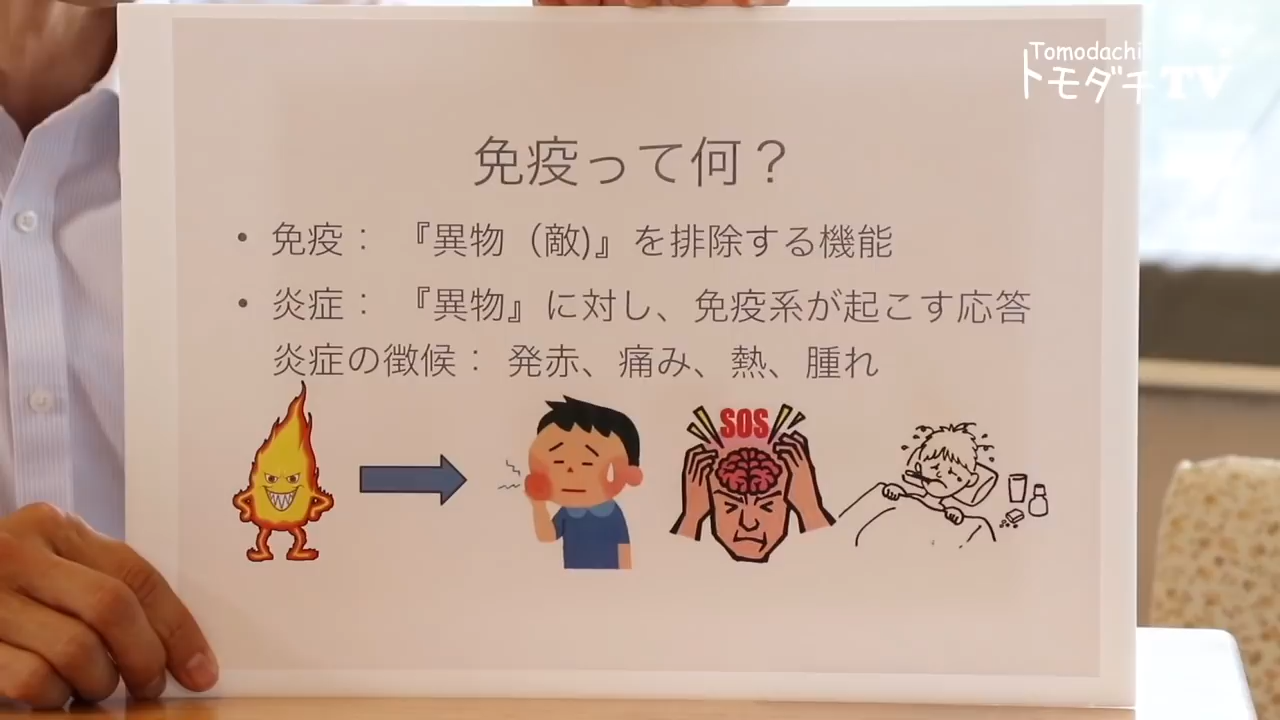 Tomodachi
トモダチTV
免疫って何？
• 免疫： 『異物（敵)』を排除する機能
• 炎症： 『異物』に対し、免疫系が起こす応答
炎症の徴候： 発赤、痛み、熱、腫れ
SOS